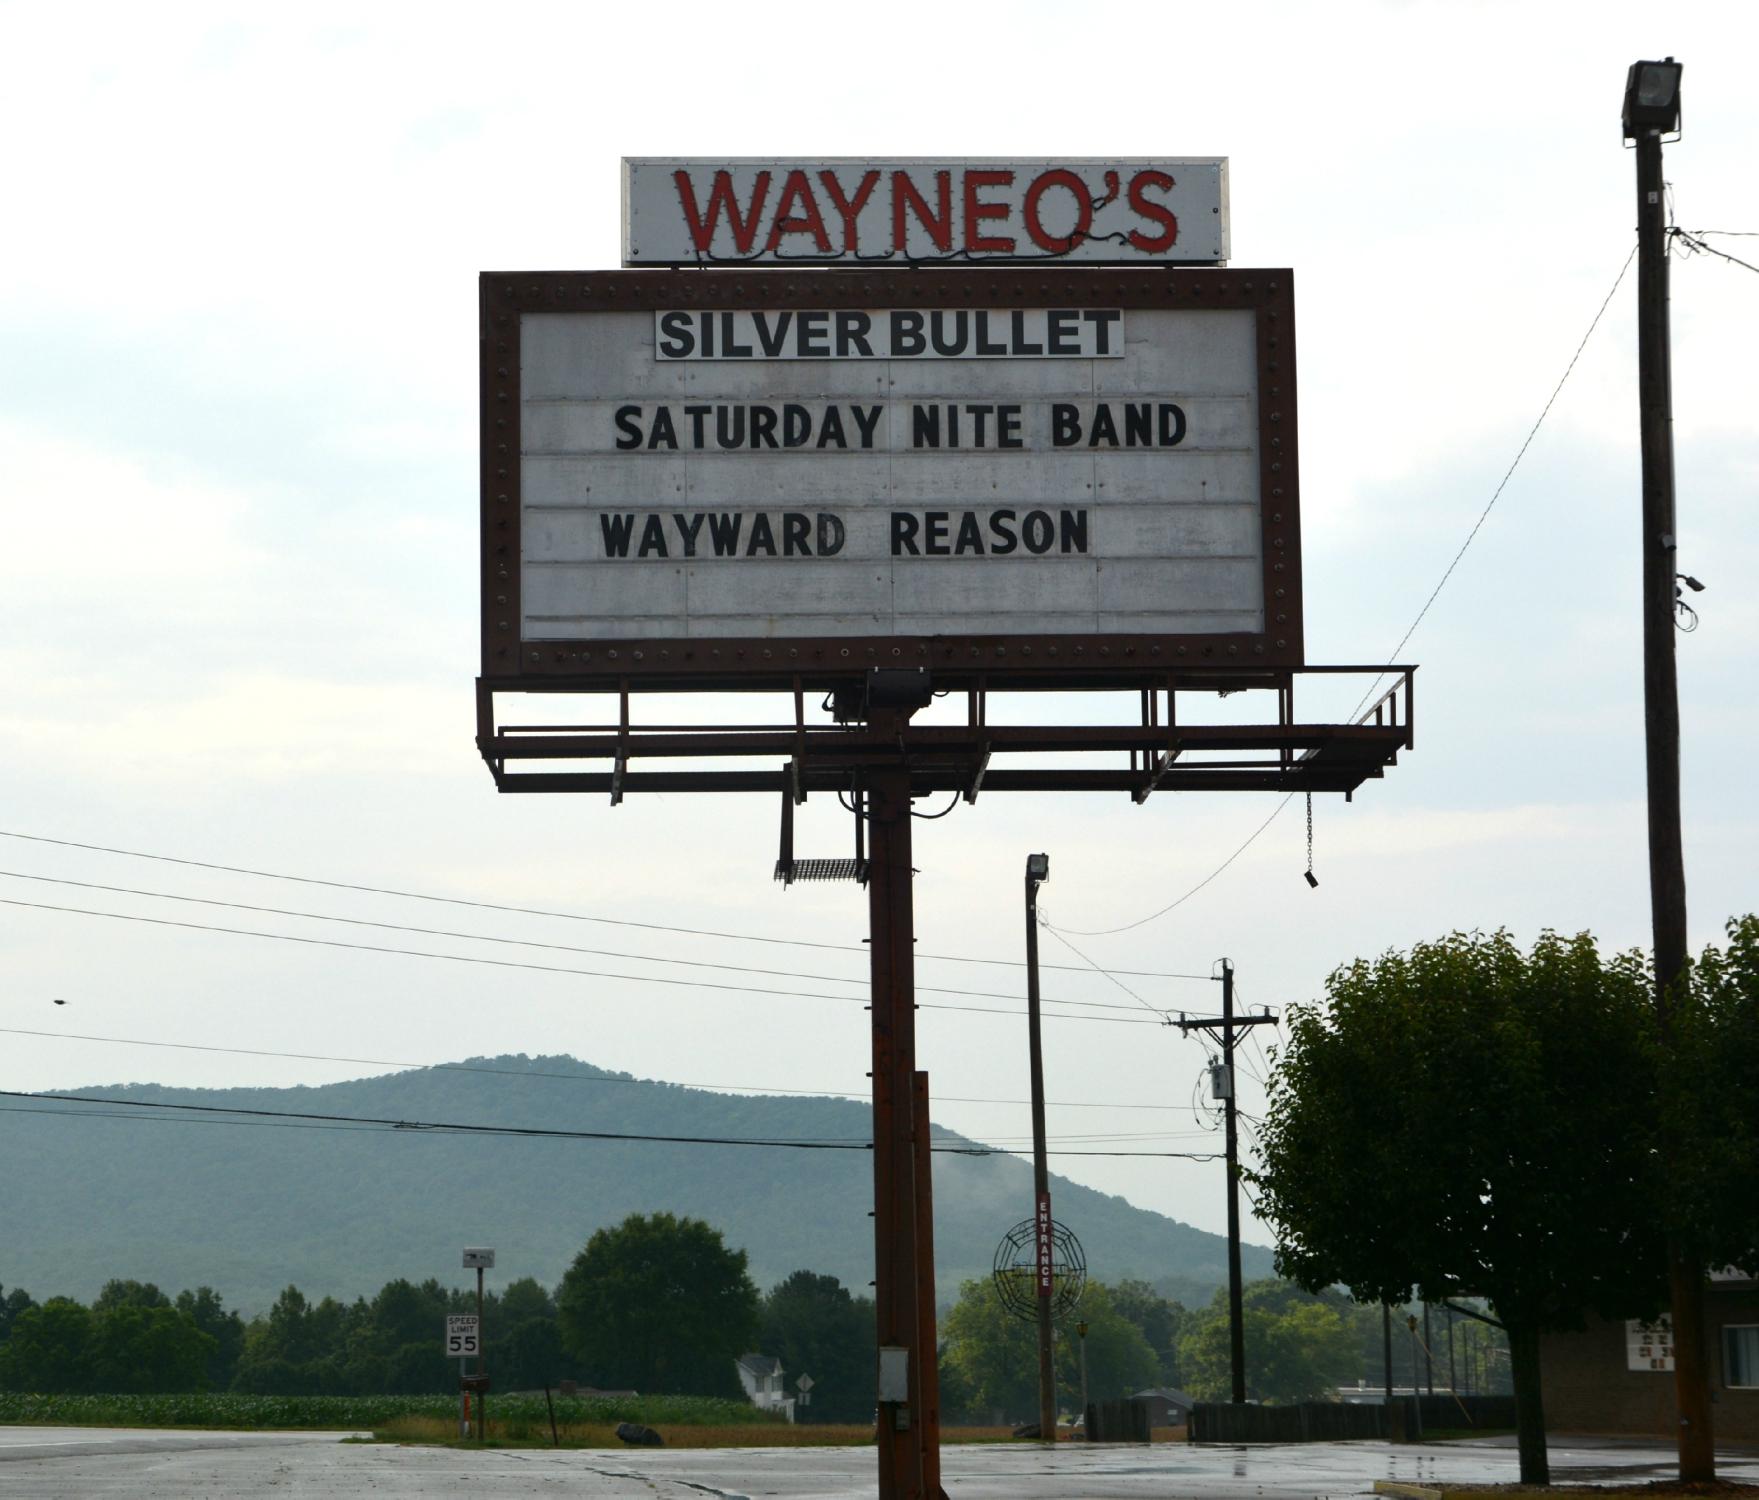 WAYNEO'S
SILVER BULLET
SATURDAY NITE BAND
WAYWARD REASON
ENTRANCE
SPEED
LIMIT
55